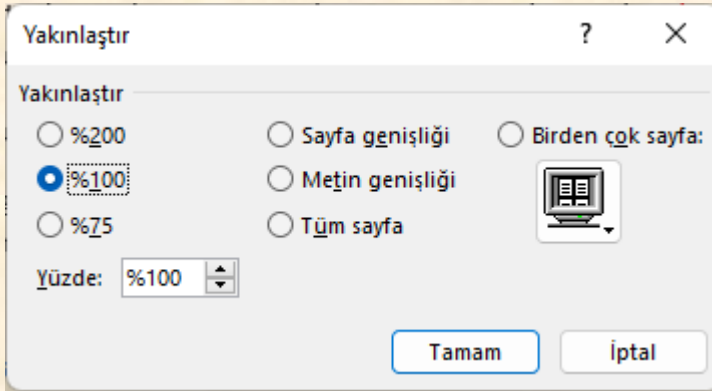 Yakınlaştır ? ✕
Yakınlaştır
%200 Sayfa genişliği Birden çok sayfa:
%100 Metin genişliği
%75 Tüm sayfa
Yüzde: %100
Tamam İptal